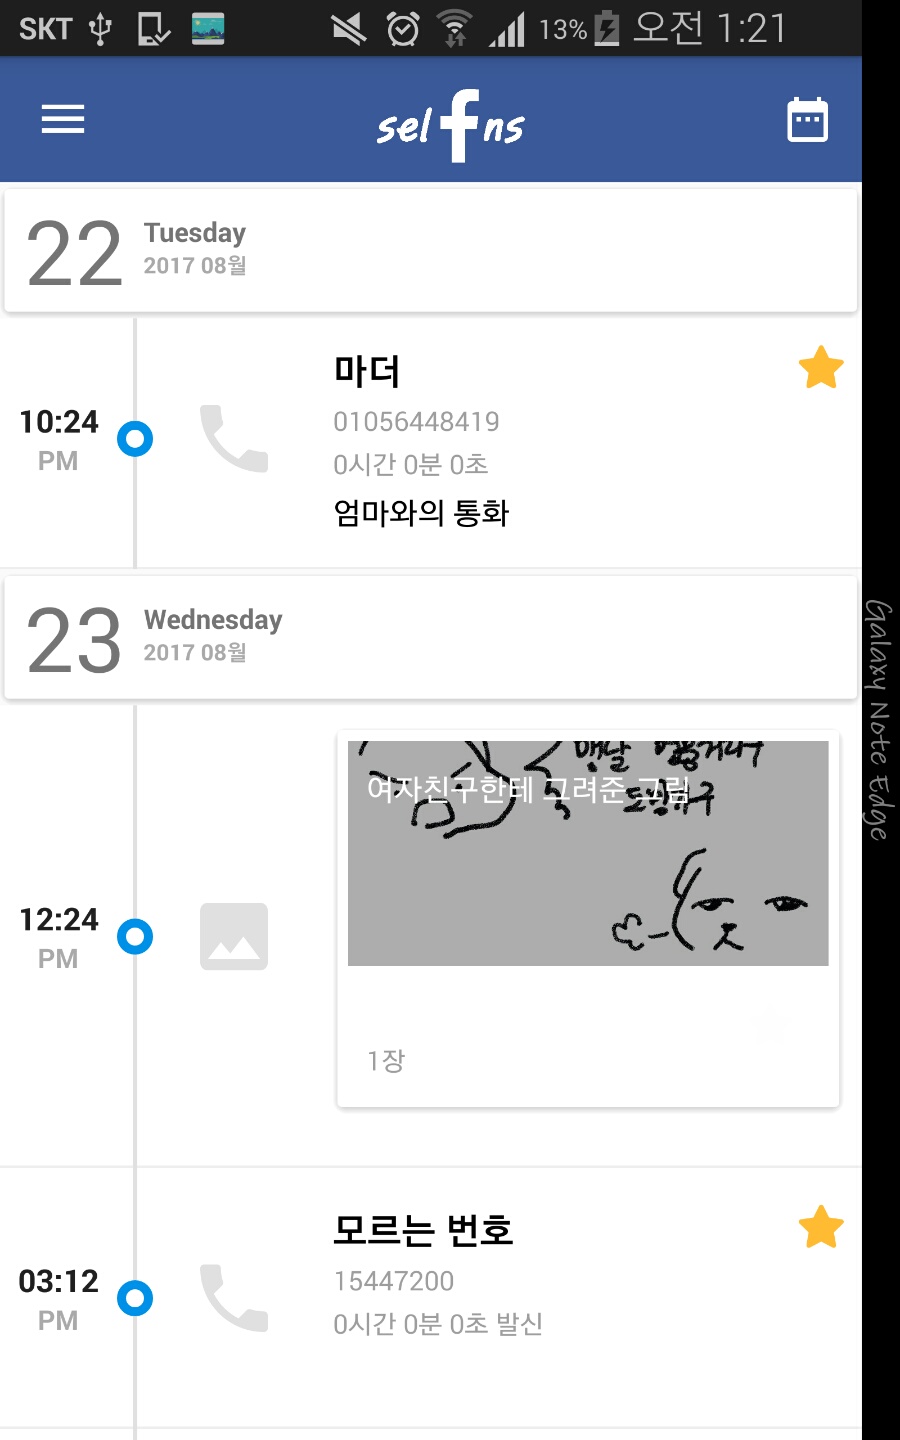 SKT 13% 오전 1:21
selfns
22 Tuesday
2017 08월
마더
10:24 PM
01056448419
0시간 0분 0초
엄마와의 통화
23 Wednesday
2017 08월
여자친구한테 그려준 그림
12:24 PM
1장
모르는 번호
03:12 PM
15447200
0시간 0분 0초 발신
Galaxy Note Edge